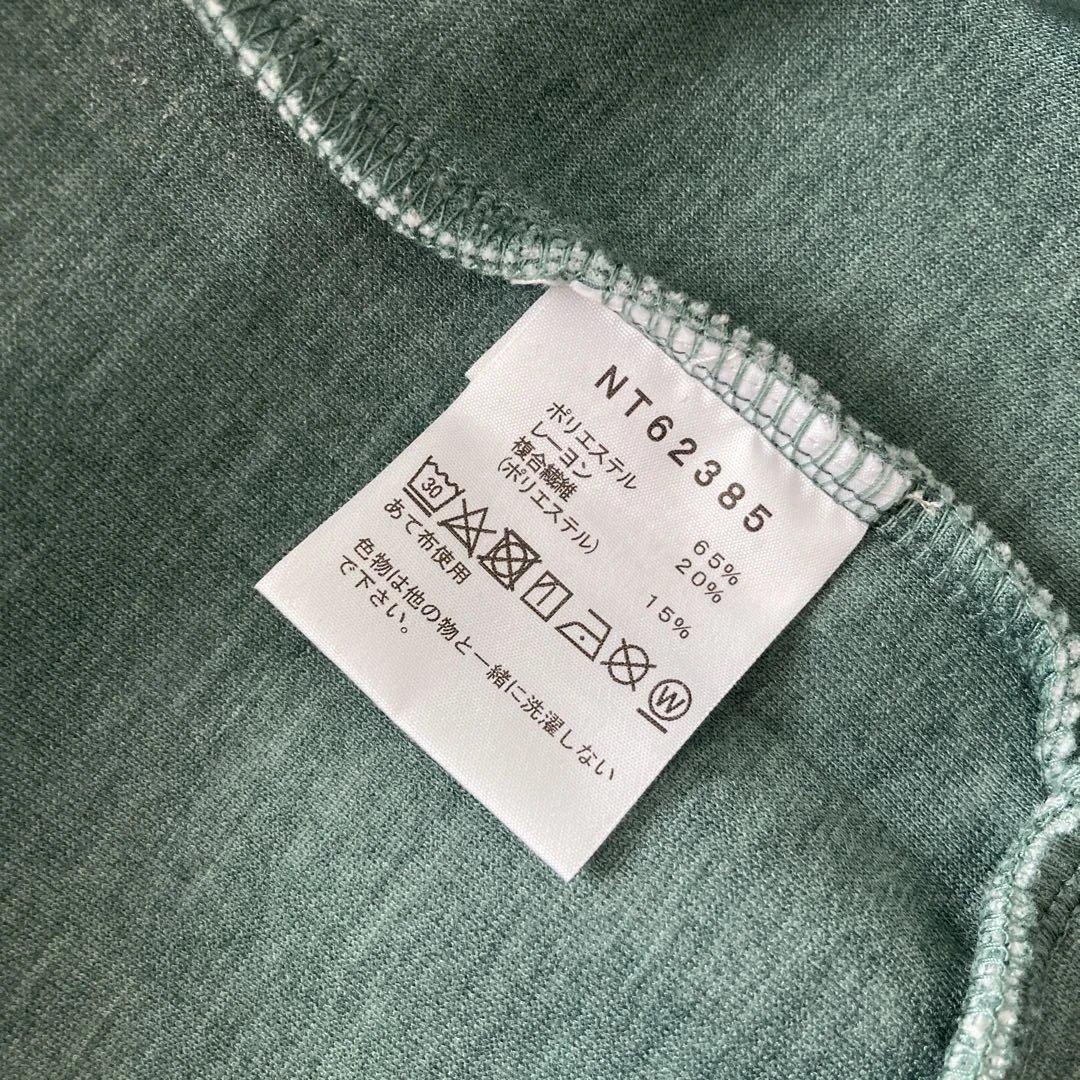 NT62385
ポリエステル 65%
レーヨン 20%
複合繊維
(ポリエステル) 15%
30 W
あて布使用
色物は他の物と一緒に洗濯しない
で下さい。